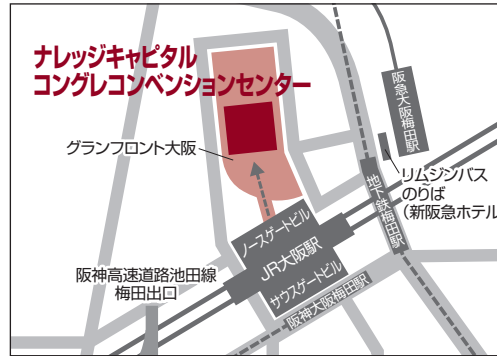 ナレッジキャピタル
コングレコンベンションセンター
グランフロント大阪
阪急大阪梅田駅
リムジンバス
のりば
(新阪急ホテル
地下鉄梅田駅
ノースゲートビル
JR大阪駅
サウスゲートビル
阪神大阪梅田駅
阪神高速道路池田線
梅田出口